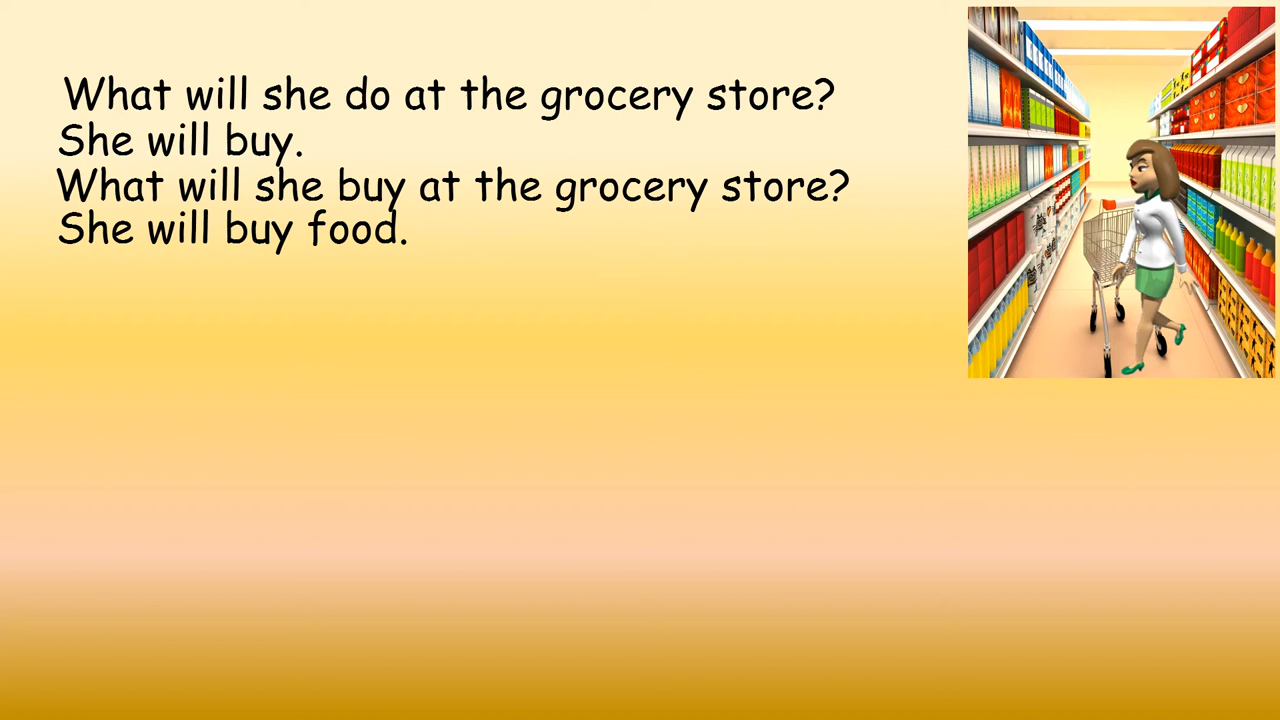 What will she do at the grocery store?
She will buy.
What will she buy at the grocery store?
She will buy food.